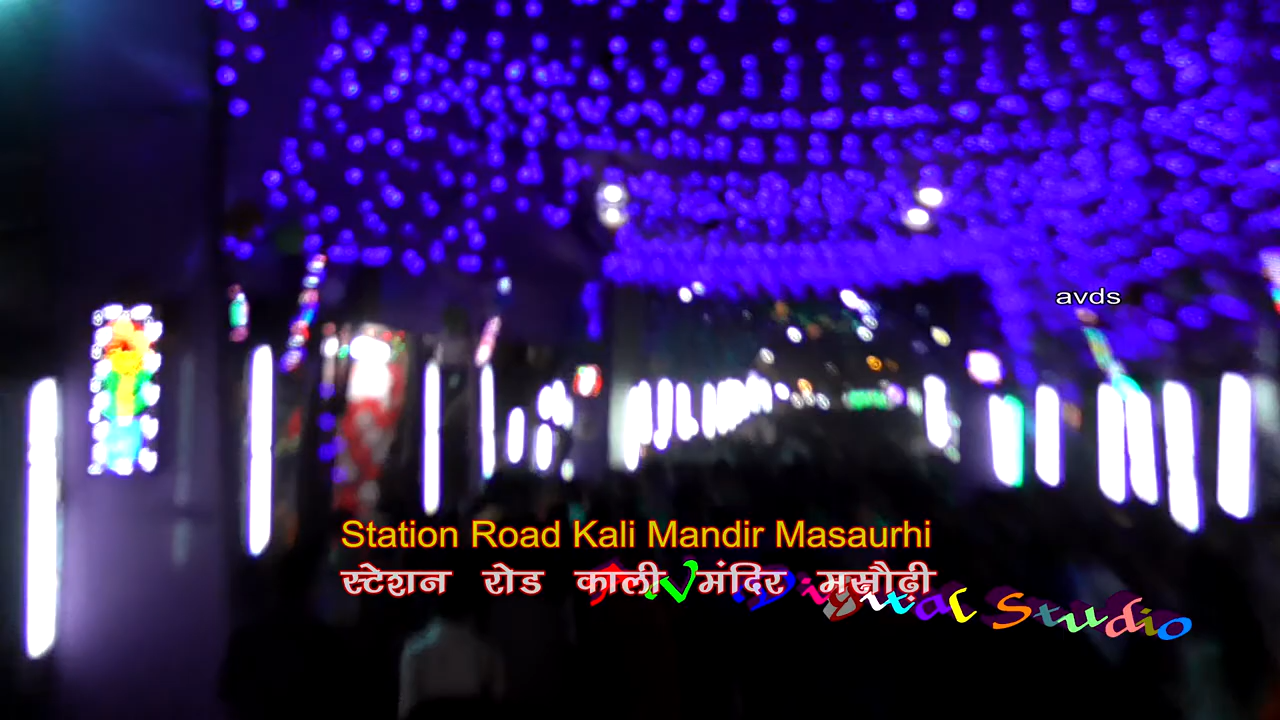 avds
Station Road Kali Mandir Masaurhi
स्टेशन रोड काली मंदिर मसौढ़ी
Digital Studio